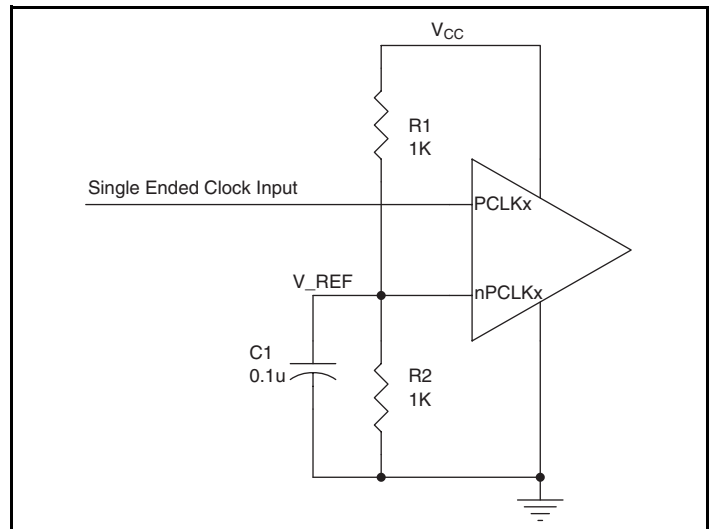 V_CC
R1
1K
Single Ended Clock Input
PCLKx
V_REF
nPCLKx
C1
0.1u
R2
1K